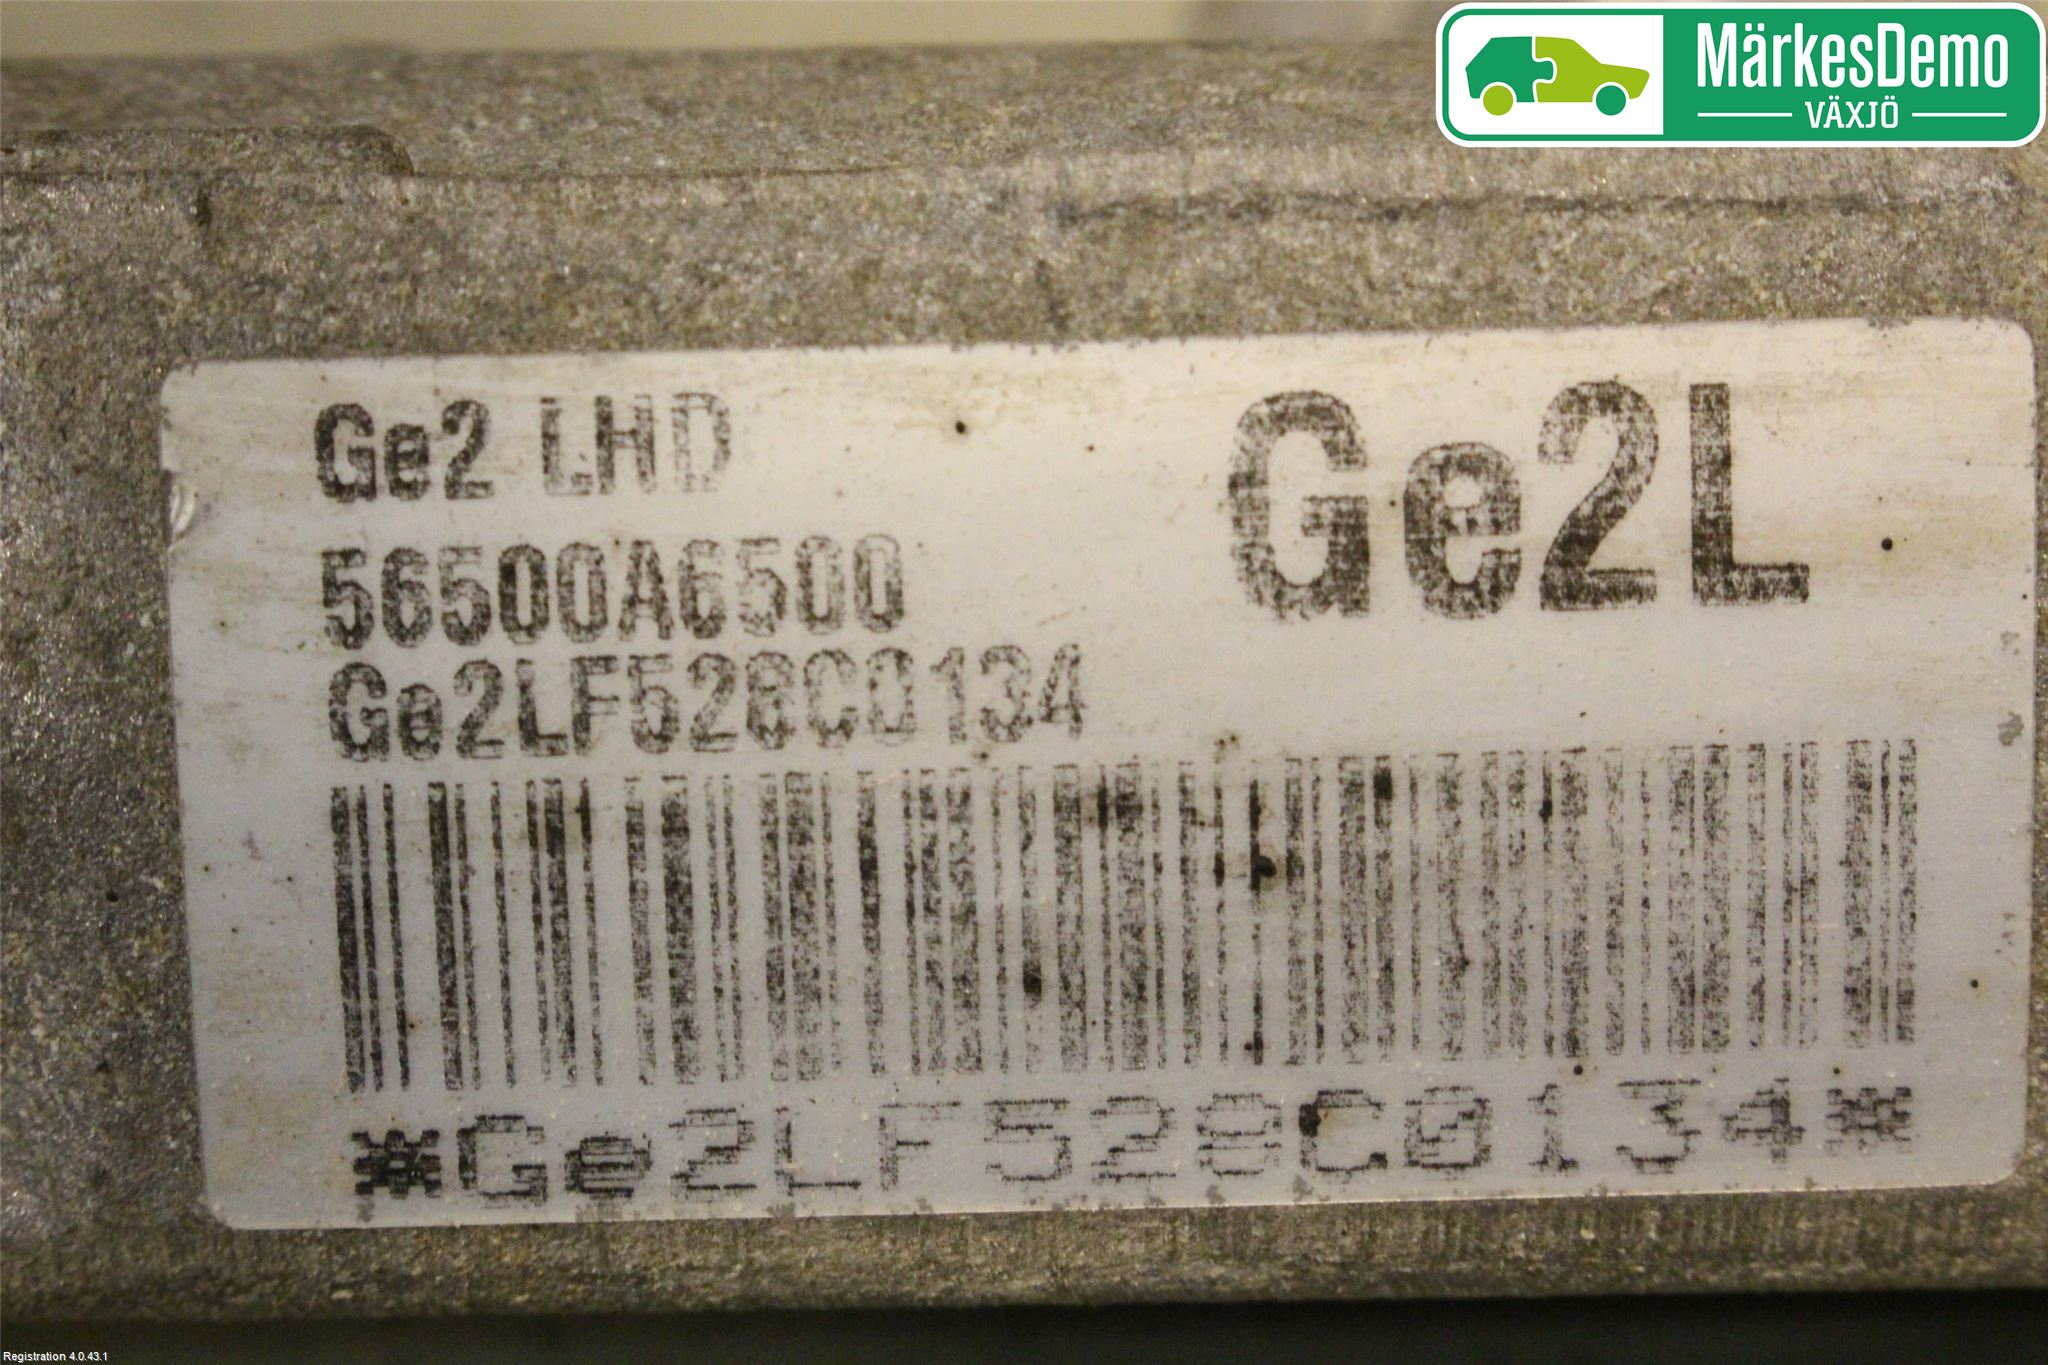 MärkesDemo
VÄXJÖ
Ge2 LHD
Ge2L
56500A6500
Ge2LF528C0134
*Ge2LF528C0134*
Registration 4.0.43.1